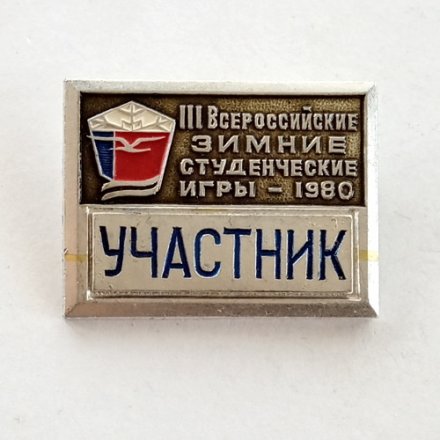 III Всероссийские
ЗИМНИЕ
СТУДЕНЧЕСКИЕ
ИГРЫ - 1980
УЧАСТНИК